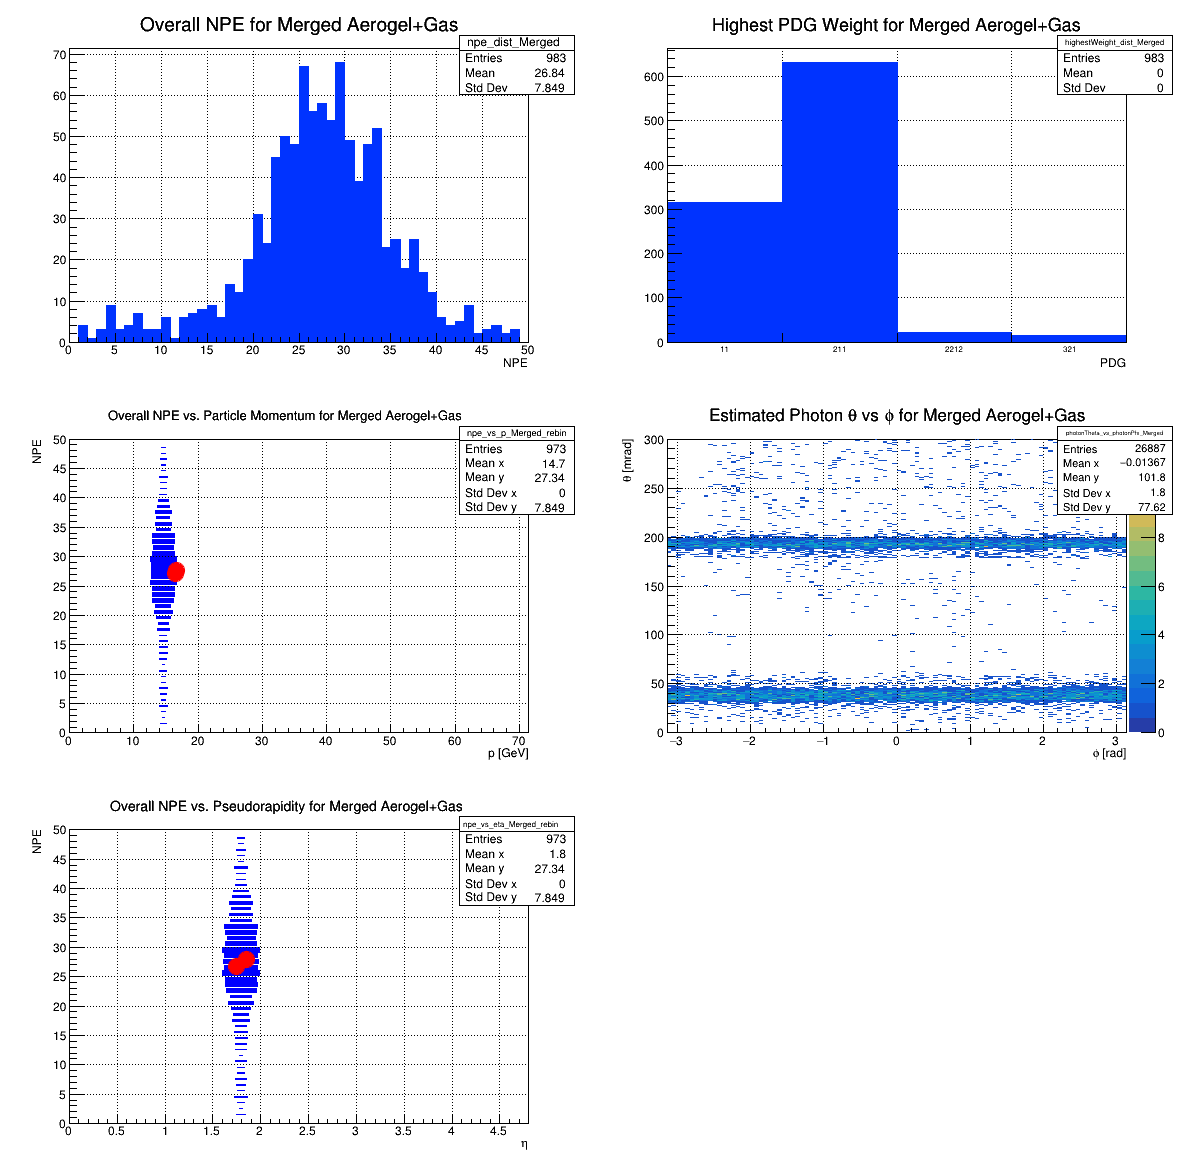 Overall NPE for Merged Aerogel+Gas
npe_dist_Merged
Entries 983
Mean 26.84
Std Dev 7.849
70
60
50
40
30
20
10
0
0 5 10 15 20 25 30 35 40 45 50
NPE
Highest PDG Weight for Merged Aerogel+Gas
highestWeight_dist_Merged
Entries 983
Mean 0
Std Dev 0
600
500
400
300
200
100
0
11 211 2212 321
PDG
Overall NPE vs. Particle Momentum for Merged Aerogel+Gas
npe_vs_p_Merged_rebin
Entries 973
Mean x 14.7
Mean y 27.34
Std Dev x 0
Std Dev y 7.849
NPE
50
45
40
35
30
25
20
15
10
5
0
0 10 20 30 40 50 60 70
p [GeV]
Estimated Photon θ vs ϕ for Merged Aerogel+Gas
photonTheta_vs_photonPhi_Merged
Entries 26887
Mean x −0.01367
Mean y 101.8
Std Dev x 1.8
Std Dev y 77.62
θ [mrad]
300
250
200
150
100
50
0
−3 −2 −1 0 1 2 3
ϕ [rad]
8
6
4
2
0
Overall NPE vs. Pseudorapidity for Merged Aerogel+Gas
npe_vs_eta_Merged_rebin
Entries 973
Mean x 1.8
Mean y 27.34
Std Dev x 0
Std Dev y 7.849
NPE
50
45
40
35
30
25
20
15
10
5
0
0 0.5 1 1.5 2 2.5 3 3.5 4 4.5
η